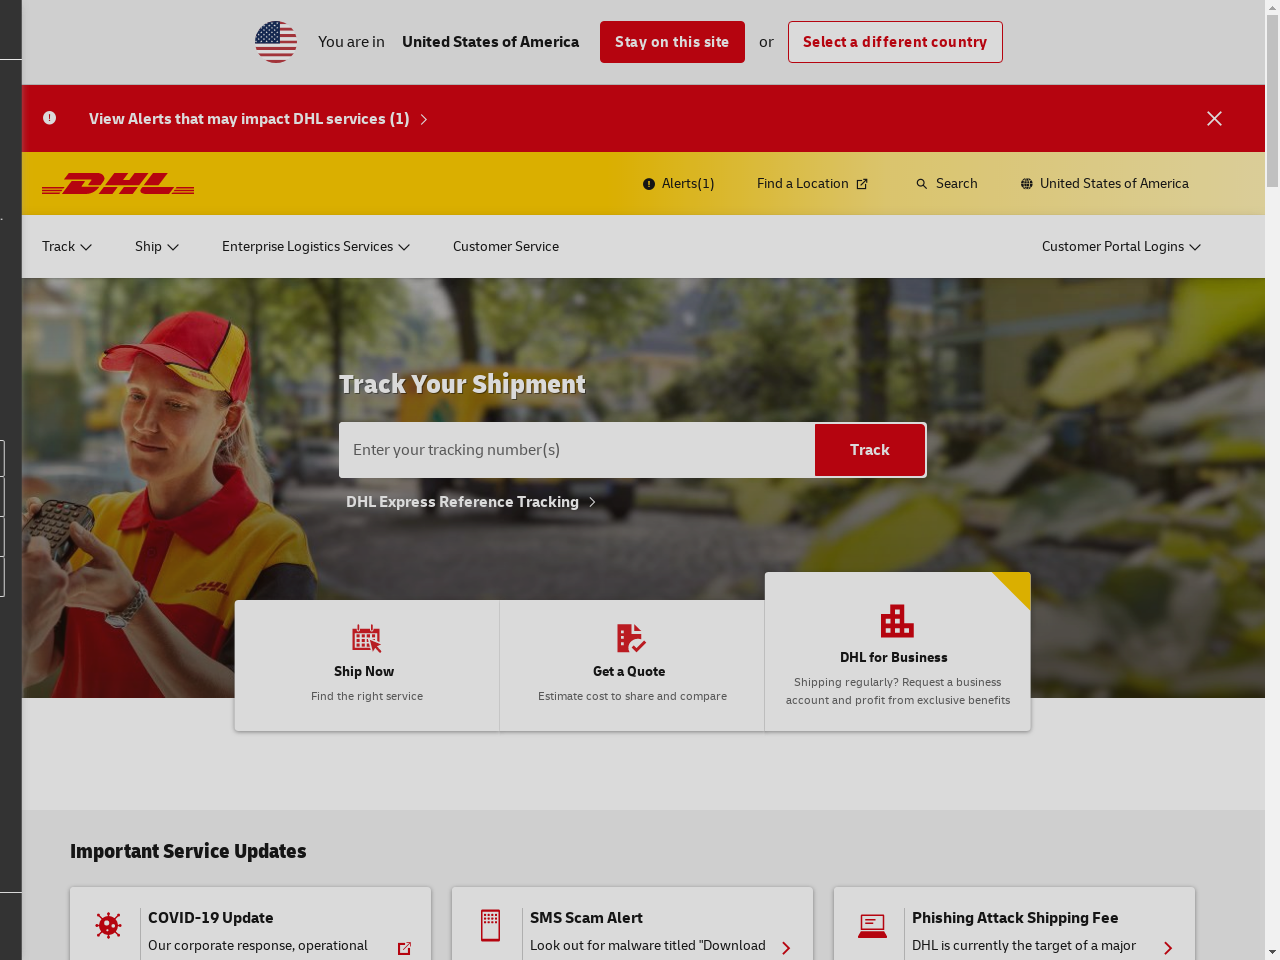 You are in United States of America Stay on this site or Select a different country
View Alerts that may impact DHL services (1)
DHL
Alerts(1) Find a Location Search United States of America
Track Ship Enterprise Logistics Services Customer Service Customer Portal Logins
Track Your Shipment
Enter your tracking number(s) Track
DHL Express Reference Tracking
Ship Now
Find the right service
Get a Quote
Estimate cost to share and compare
DHL for Business
Shipping regularly? Request a business
account and profit from exclusive benefits
Important Service Updates
COVID-19 Update
Our corporate response, operational
SMS Scam Alert
Look out for malware titled "Download
Phishing Attack Shipping Fee
DHL is currently the target of a major